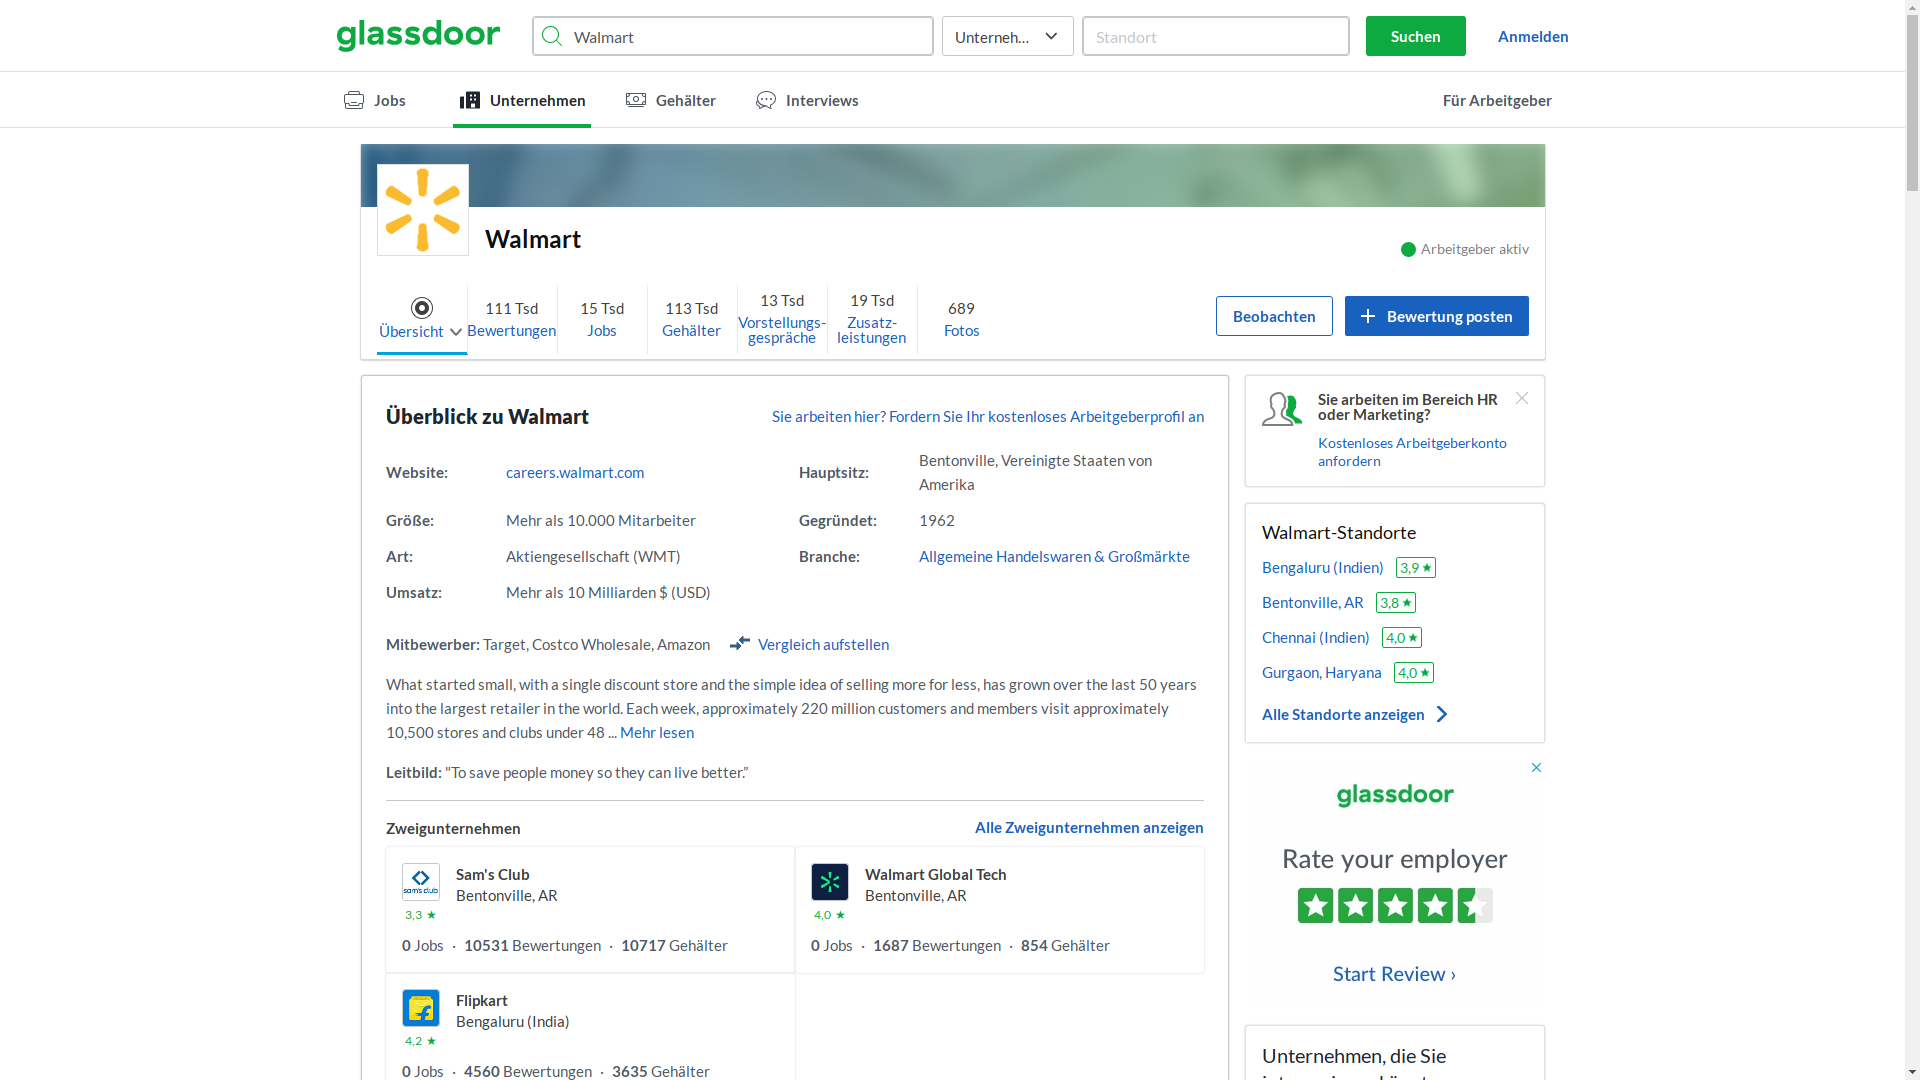 glassdoor
Walmart
Unterneh...
Standort
Suchen
Anmelden
Jobs
Unternehmen
Gehälter
Interviews
Für Arbeitgeber
Walmart
Arbeitgeber aktiv
Übersicht
111 Tsd
Bewertungen
15 Tsd
Jobs
113 Tsd
Gehälter
13 Tsd
Vorstellungs-
gespräche
19 Tsd
Zusatz-
leistungen
689
Fotos
Beobachten
Bewertung posten
Überblick zu Walmart
Sie arbeiten hier? Fordern Sie Ihr kostenloses Arbeitgeberprofil an
Website: careers.walmart.com
Hauptsitz: Bentonville, Vereinigte Staaten von
Amerika
Größe: Mehr als 10.000 Mitarbeiter
Gegründet: 1962
Art: Aktiengesellschaft (WMT)
Branche: Allgemeine Handelswaren & Großmärkte
Umsatz: Mehr als 10 Milliarden $ (USD)
Mitbewerber: Target, Costco Wholesale, Amazon
Vergleich aufstellen
What started small, with a single discount store and the simple idea of selling more for less, has grown over the last 50 years
into the largest retailer in the world. Each week, approximately 220 million customers and members visit approximately
10,500 stores and clubs under 48 ... Mehr lesen
Leitbild: "To save people money so they can live better.”
Zweigunternehmen
Alle Zweigunternehmen anzeigen
sam's club
Sam's Club
Bentonville, AR
3,3 ★
0 Jobs · 10531 Bewertungen · 10717 Gehälter
Walmart Global Tech
Bentonville, AR
4,0 ★
0 Jobs · 1687 Bewertungen · 854 Gehälter
Flipkart
Bengaluru (India)
4,2 ★
0 Jobs · 4560 Bewertungen · 3635 Gehälter
Sie arbeiten im Bereich HR
oder Marketing?
Kostenloses Arbeitgeberkonto
anfordern
Walmart-Standorte
Bengaluru (Indien) 3,9 ★
Bentonville, AR 3,8 ★
Chennai (Indien) 4,0 ★
Gurgaon, Haryana 4,0 ★
Alle Standorte anzeigen
glassdoor
Rate your employer
Start Review ›
Unternehmen, die Sie